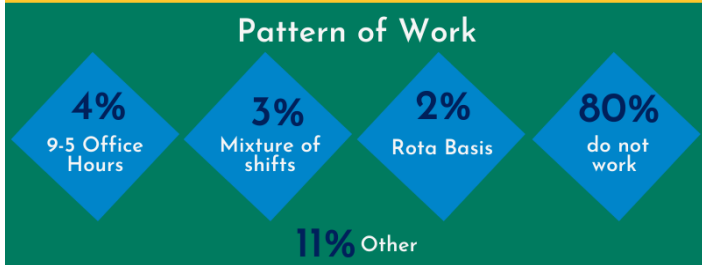 Pattern of Work
4%
9-5 Office
Hours
3%
Mixture of
shifts
2%
Rota Basis
80%
do not
work
11% Other